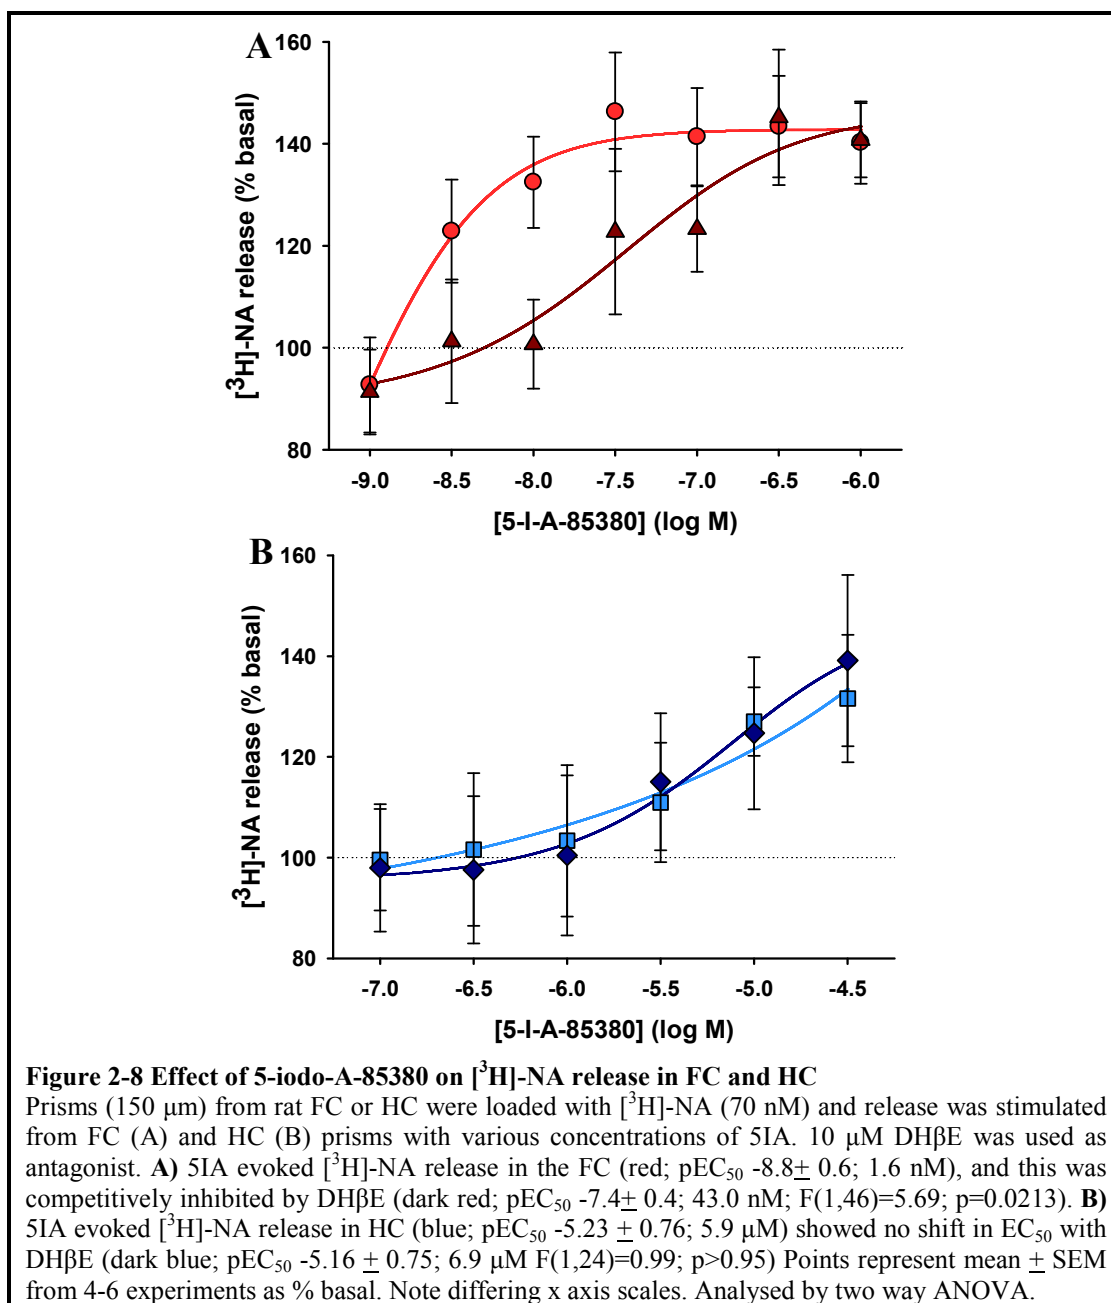 A
160
140
120
100
80
[³H]-NA release (% basal)
-9.0 -8.5 -8.0 -7.5 -7.0 -6.5 -6.0
[5-I-A-85380] (log M)
B
160
140
120
100
80
[³H]-NA release (% basal)
-7.0 -6.5 -6.0 -5.5 -5.0 -4.5
[5-I-A-85380] (log M)
Figure 2-8 Effect of 5-iodo-A-85380 on [³H]-NA release in FC and HC
Prisms (150 μm) from rat FC or HC were loaded with [³H]-NA (70 nM) and release was stimulated
from FC (A) and HC (B) prisms with various concentrations of 5IA. 10 μM DHβE was used as
antagonist. A) 5IA evoked [³H]-NA release in the FC (red; pEC₅₀ -8.8± 0.6; 1.6 nM), and this was
competitively inhibited by DHβE (dark red; pEC₅₀ -7.4± 0.4; 43.0 nM; F(1,46)=5.69; p=0.0213). B)
5IA evoked [³H]-NA release in HC (blue; pEC₅₀ -5.23 ± 0.76; 5.9 μM) showed no shift in EC₅₀ with
DHβE (dark blue; pEC₅₀ -5.16 ± 0.75; 6.9 μM F(1,24)=0.99; p>0.95) Points represent mean ± SEM
from 4-6 experiments as % basal. Note differing x axis scales. Analysed by two way ANOVA.